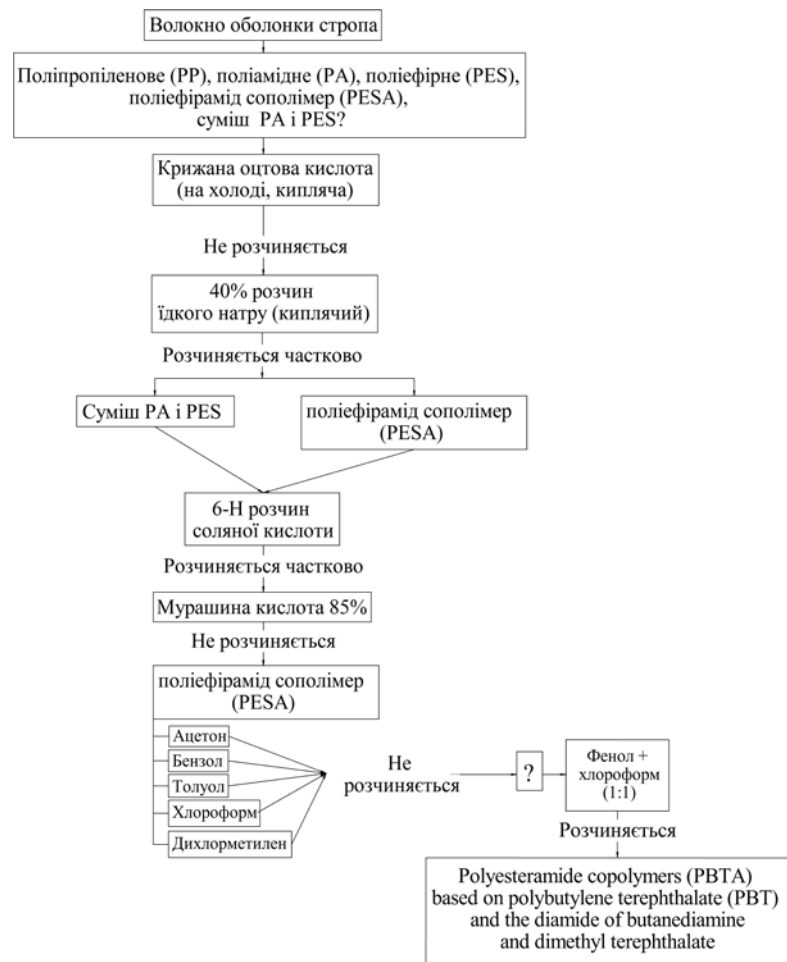 Волокно оболонки стропа
Поліпропіленове (PP), поліамідне (PA), поліефірне (PES),
поліефірамід сополімер (PESA),
суміш PA і PES?
Крижана оцтова кислота
(на холоді, кипляча)
Не розчиняється
40% розчин
їдкого натру (киплячий)
Розчиняється частково
Суміш PA і PES
поліефірамід сополімер
(PESA)
6-Н розчин
соляної кислоти
Розчиняється частково
Мурашина кислота 85%
Не розчиняється
поліефірамід сополімер
(PESA)
Ацетон
Бензол
Толуол
Хлороформ
Дихлорметилен
Не
розчиняється
?
Фенол +
хлороформ
(1:1)
Розчиняється
Polyesteramide copolymers (PBTA)
based on polybutylene terephthalate (PBT)
and the diamide of butanediamine
and dimethyl terephthalate